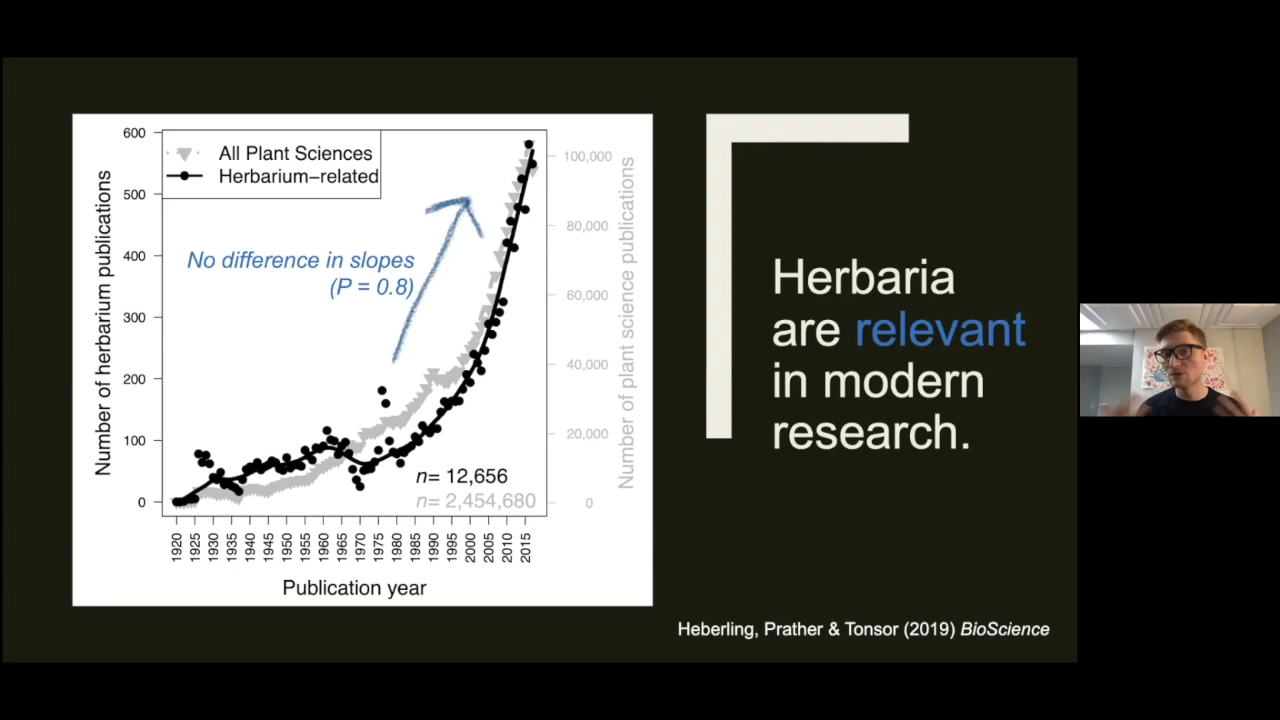 600
500
400
300
200
100
0
Number of herbarium publications
All Plant Sciences
Herbarium–related
No difference in slopes
(P = 0.8)
n= 12,656
n= 2,454,680
100,000
80,000
60,000
40,000
20,000
0
Number of plant science publications
1920 1925 1930 1935 1940 1945 1950 1955 1960 1965 1970 1975 1980 1985 1990 1995 2000 2005 2010 2015
Publication year
Herbaria
are relevant
in modern
research.
Heberling, Prather & Tonsor (2019) BioScience